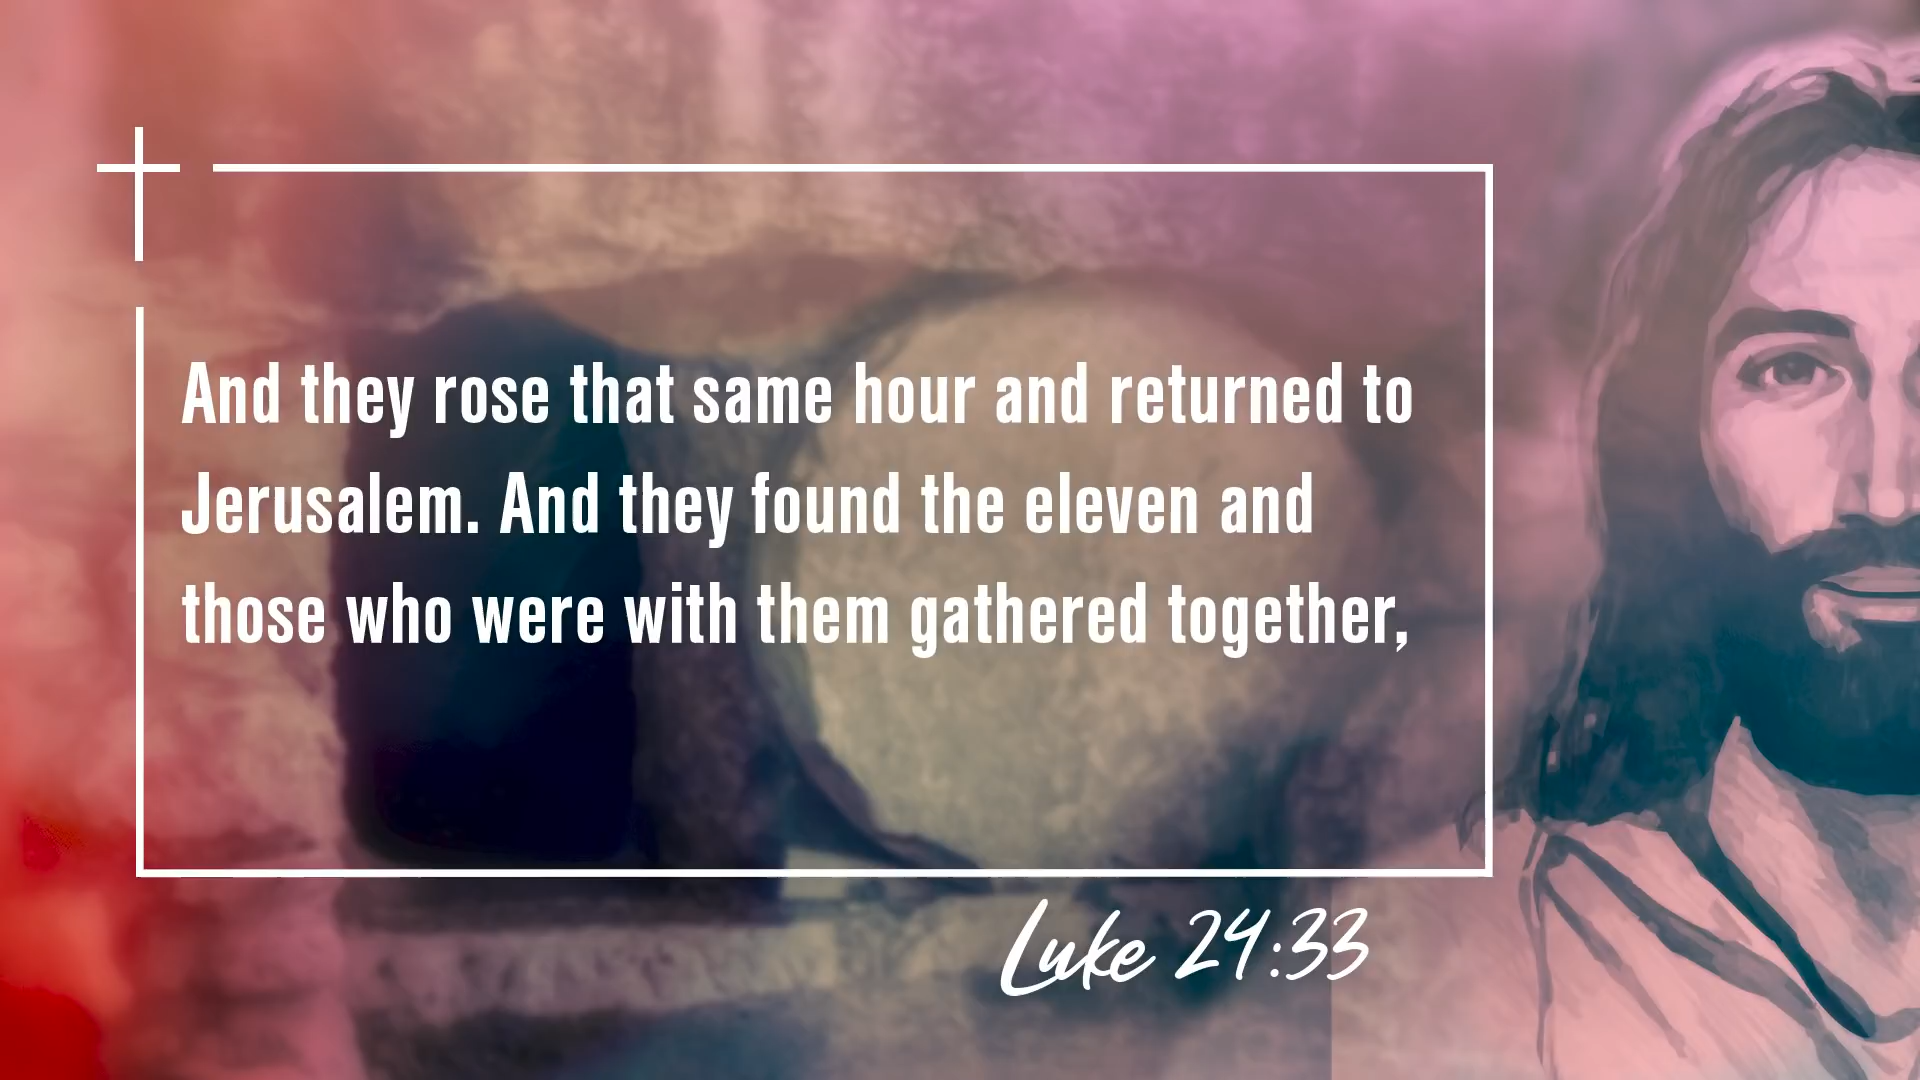 And they rose that same hour and returned to
Jerusalem. And they found the eleven and
those who were with them gathered together,
Luke 24:33